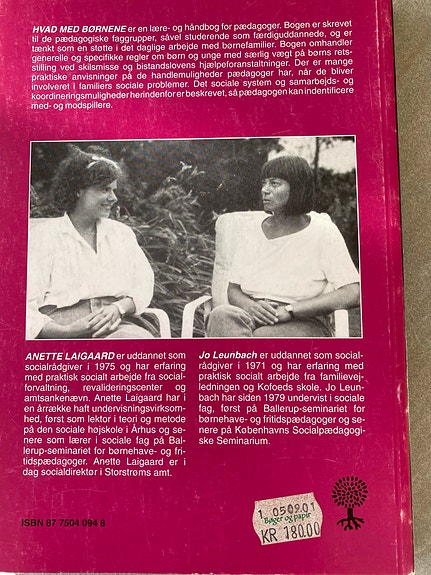 HVAD MED BØRNENE er en lære- og håndbog for pædagoger. Bogen er skrevet
til de pædagogiske faggrupper, såvel studerende som færdiguddannede, og er
tænkt som en støtte i det daglige arbejde med børnefamilier. Bogen omhandler
generelle og specifikke regler om børn og unge med særlig vægt på børns rets-
stilling ved skilsmisse og bistandslovens hjælpeforanstaltninger. Der er mange
praktiske anvisninger på de handlemuligheder pædagoger har, når de bliver
involveret i familiers sociale problemer. Det sociale system og samarbejds- og
koordineringsmuligheder herindenfor er beskrevet, så pædagogen kan indentificere
med- og modspillere.
ANETTE LAIGAARD er uddannet som
socialrådgiver i 1975 og har erfaring
med praktisk socialt arbejde fra social-
forvaltning, revalideringscenter og
amtsankenævn. Anette Laigaard har i
en årrække haft undervisningsvirksom-
hed, først som lektor i teori og metode
på den sociale højskole i Århus og se-
nere som lærer i sociale fag på Bal-
lerup-seminariet for børnehave- og fri-
tidspædagoger. Anette Laigaard er i
dag socialdirektør i Storstrøms amt.
Jo Leunbach er uddannet som social-
rådgiver i 1971 og har erfaring med
praktisk socialt arbejde fra familievej-
ledningen og Kofoeds skole. Jo Leun-
bach har siden 1979 undervist i sociale
fag, først på Ballerup-seminariet for
børnehave- og fritidspædagoger og se-
nere på Københavns Socialpædagogi-
ske Seminarium.
ISBN 87 7504 094 8
1 050901
Bøger og papir
KR 180.00